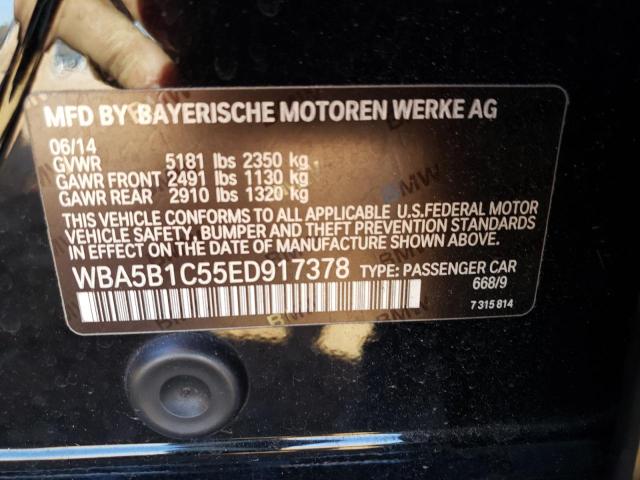 MFD BY BAYERISCHE MOTOREN WERKE AG
06/14
GVWR 5181 lbs 2350 kg
GAWR FRONT 2491 lbs 1130 kg
GAWR REAR 2910 lbs 1320 kg
THIS VEHICLE CONFORMS TO ALL APPLICABLE U.S.FEDERAL MOTOR
VEHICLE SAFETY, BUMPER AND THEFT PREVENTION STANDARDS
IN EFFECT ON THE DATE OF MANUFACTURE SHOWN ABOVE.
WBA5B1C55ED917378 TYPE: PASSENGER CAR
668/9
7 315 814